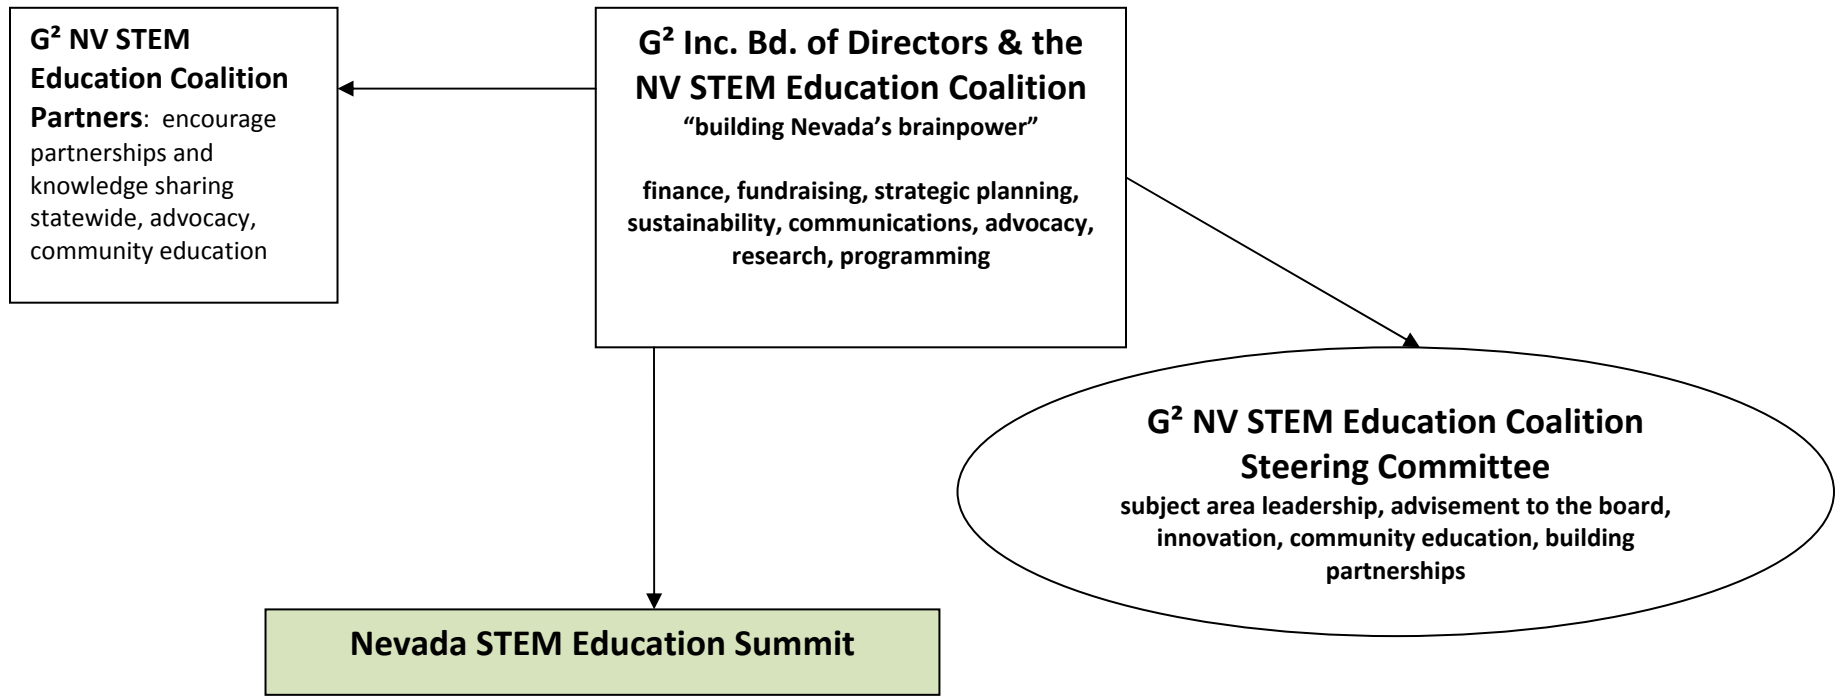 G² NV STEM
Education Coalition
Partners:  encourage
partnerships and
knowledge sharing
statewide, advocacy,
community education
G² Inc. Bd. of Directors & the
NV STEM Education Coalition
“building Nevada’s brainpower”
finance, fundraising, strategic planning,
sustainability, communications, advocacy,
research, programming
G² NV STEM Education Coalition
Steering Committee
subject area leadership, advisement to the board,
innovation, community education, building
partnerships
Nevada STEM Education Summit